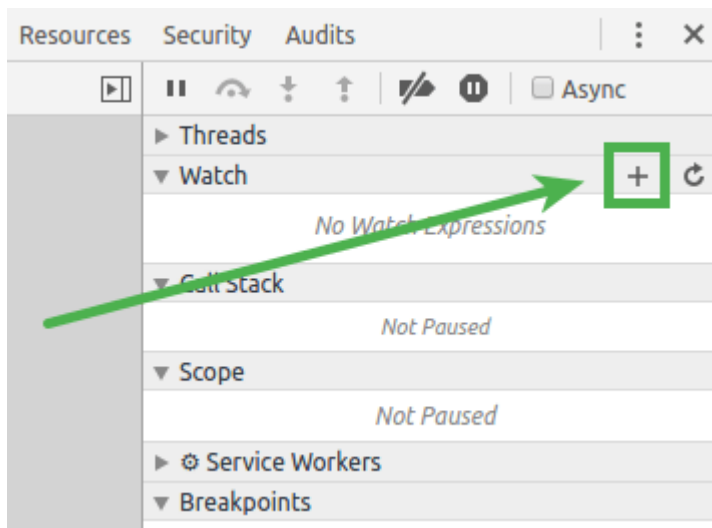 Resources Security Audits
Async
Threads
Watch
No Watch Expressions
Call Stack
Not Paused
Scope
Not Paused
Service Workers
Breakpoints